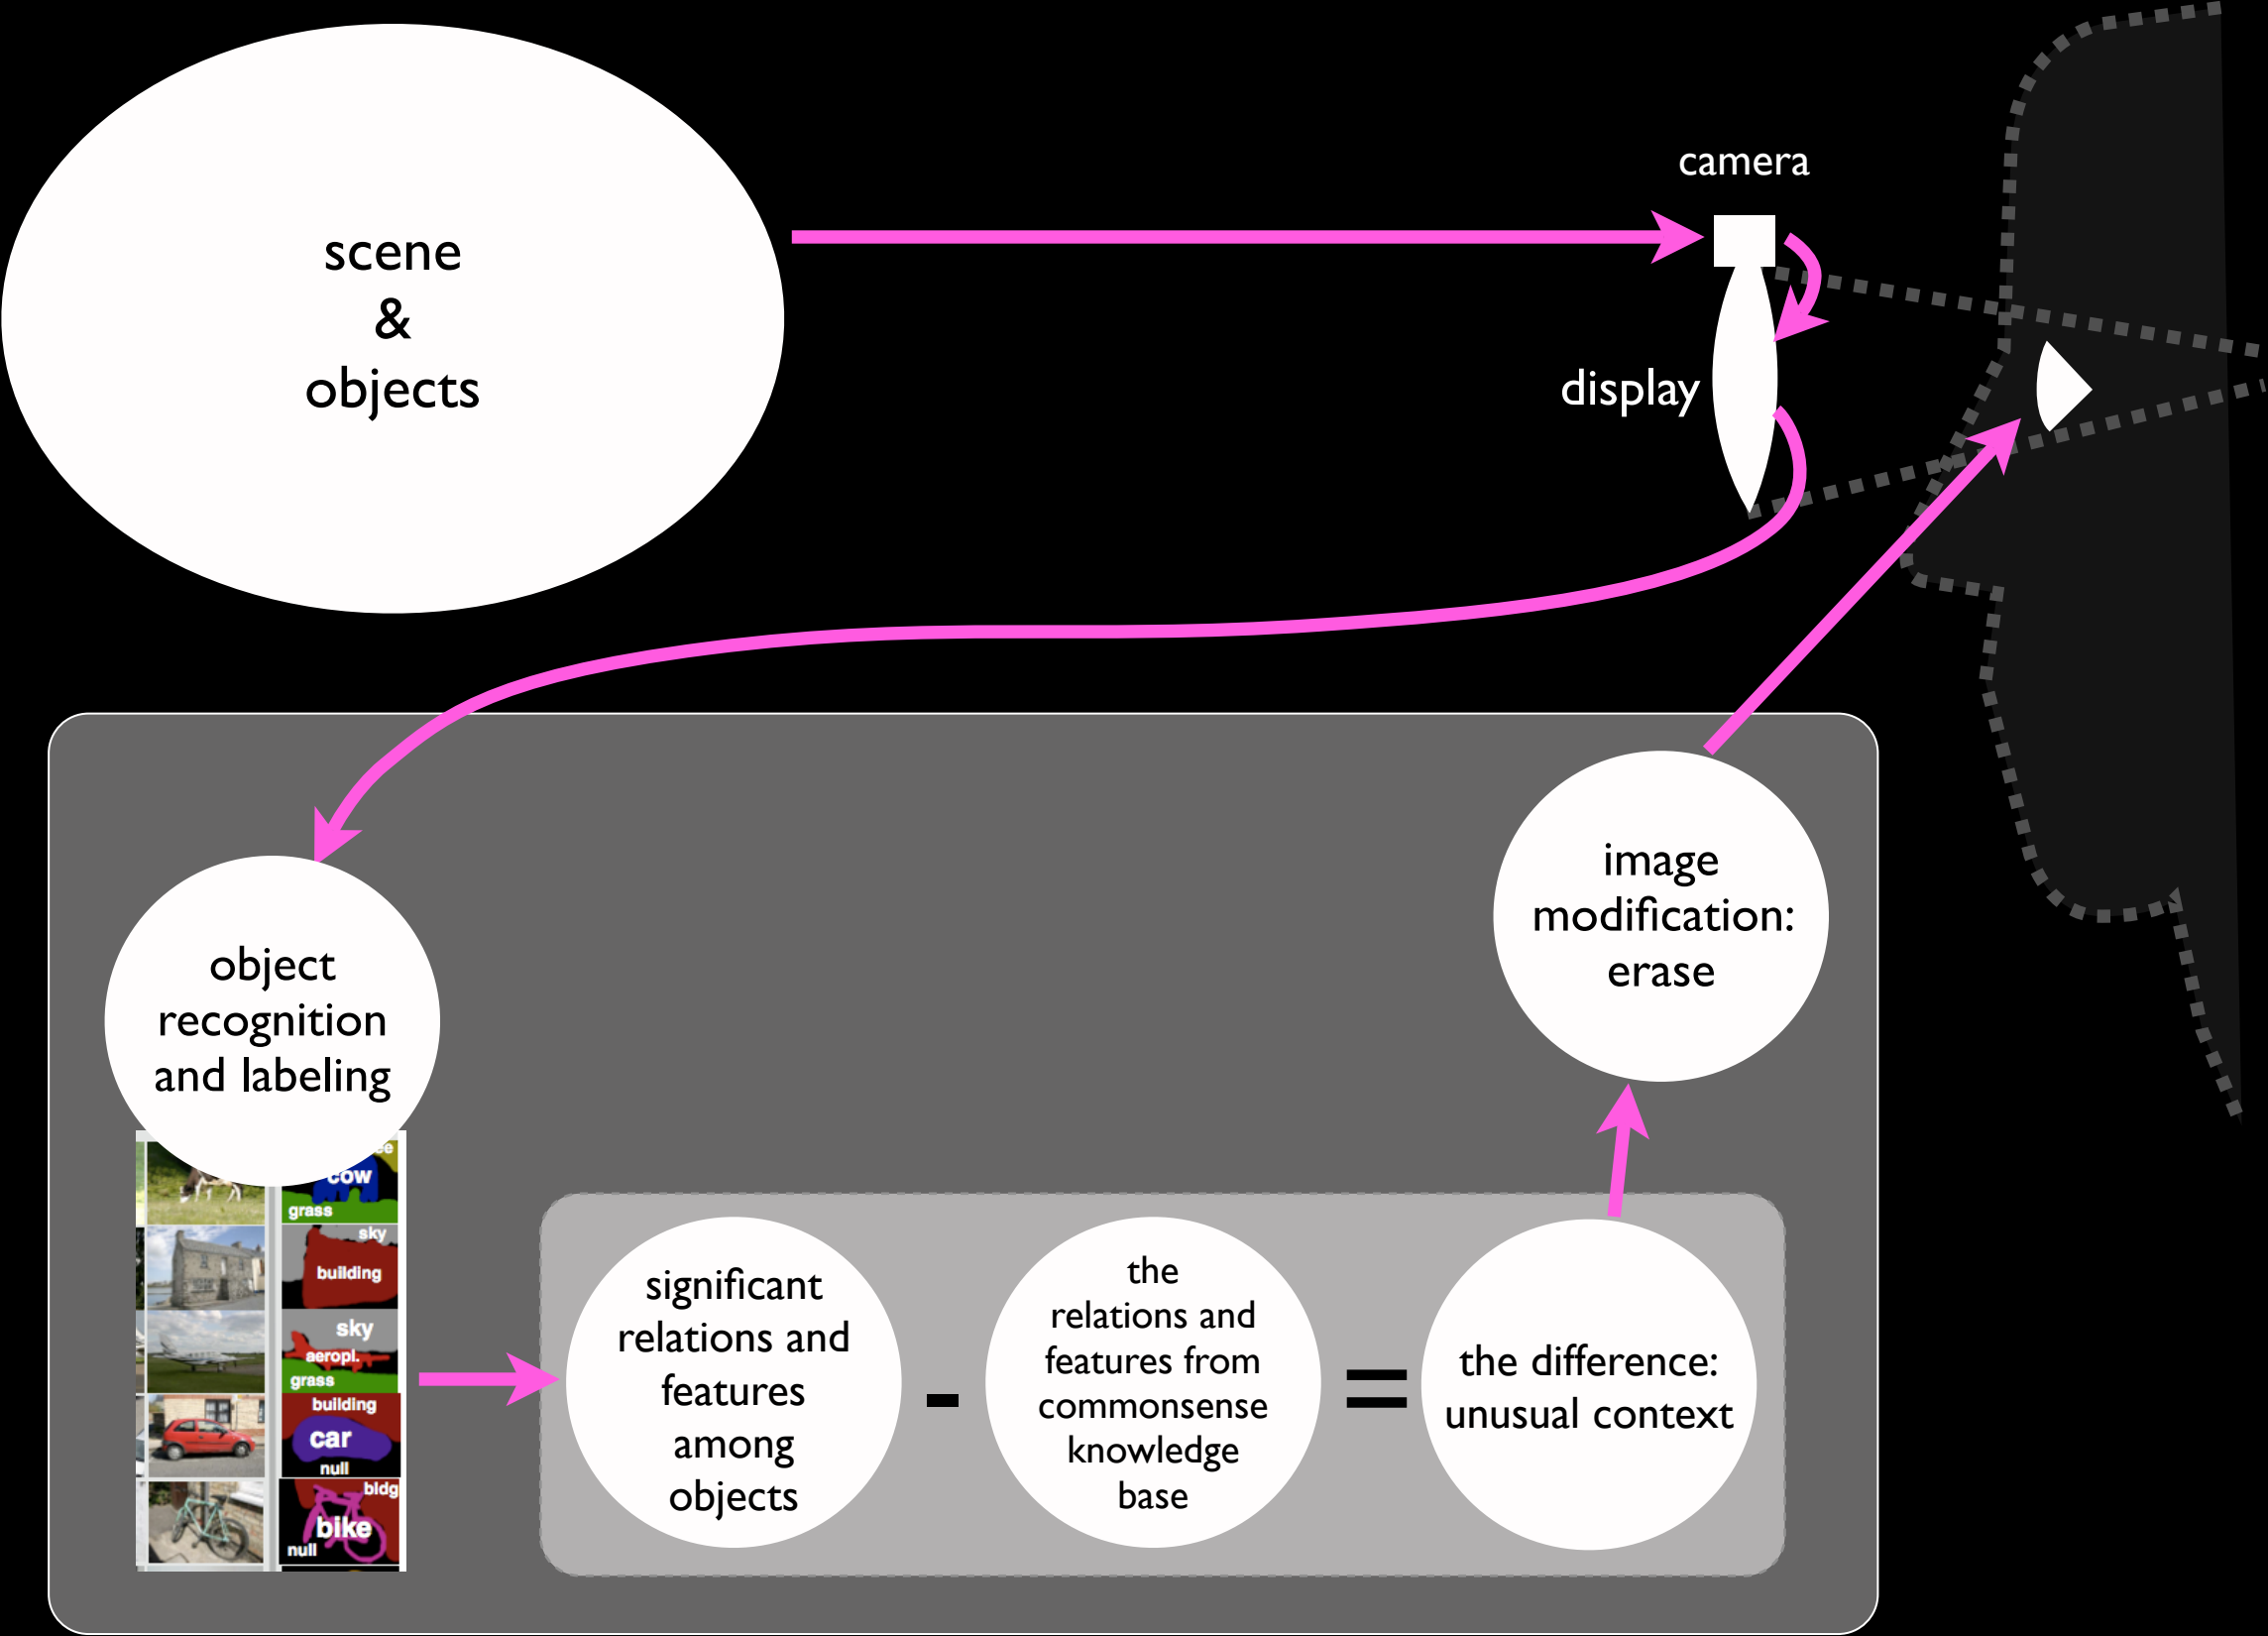 scene
&
objects
camera
display
object
recognition
and labeling
image
modification:
erase
cow
grass
sky
building
sky
aeropl.
grass
building
car
null
bldg
bike
null
significant
relations and
features
among
objects
-
the
relations and
features from
commonsense
knowledge
base
=
the difference:
unusual context